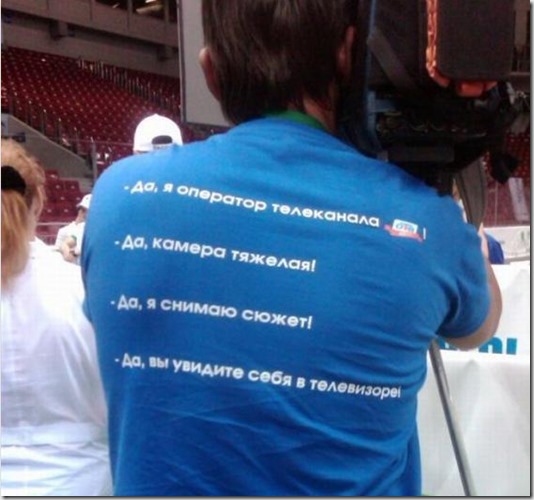 - Да, я оператор телеканала !
- Да, камера тяжелая!
- Да, я снимаю сюжет!
- Да, вы увидите себя в телевизоре!